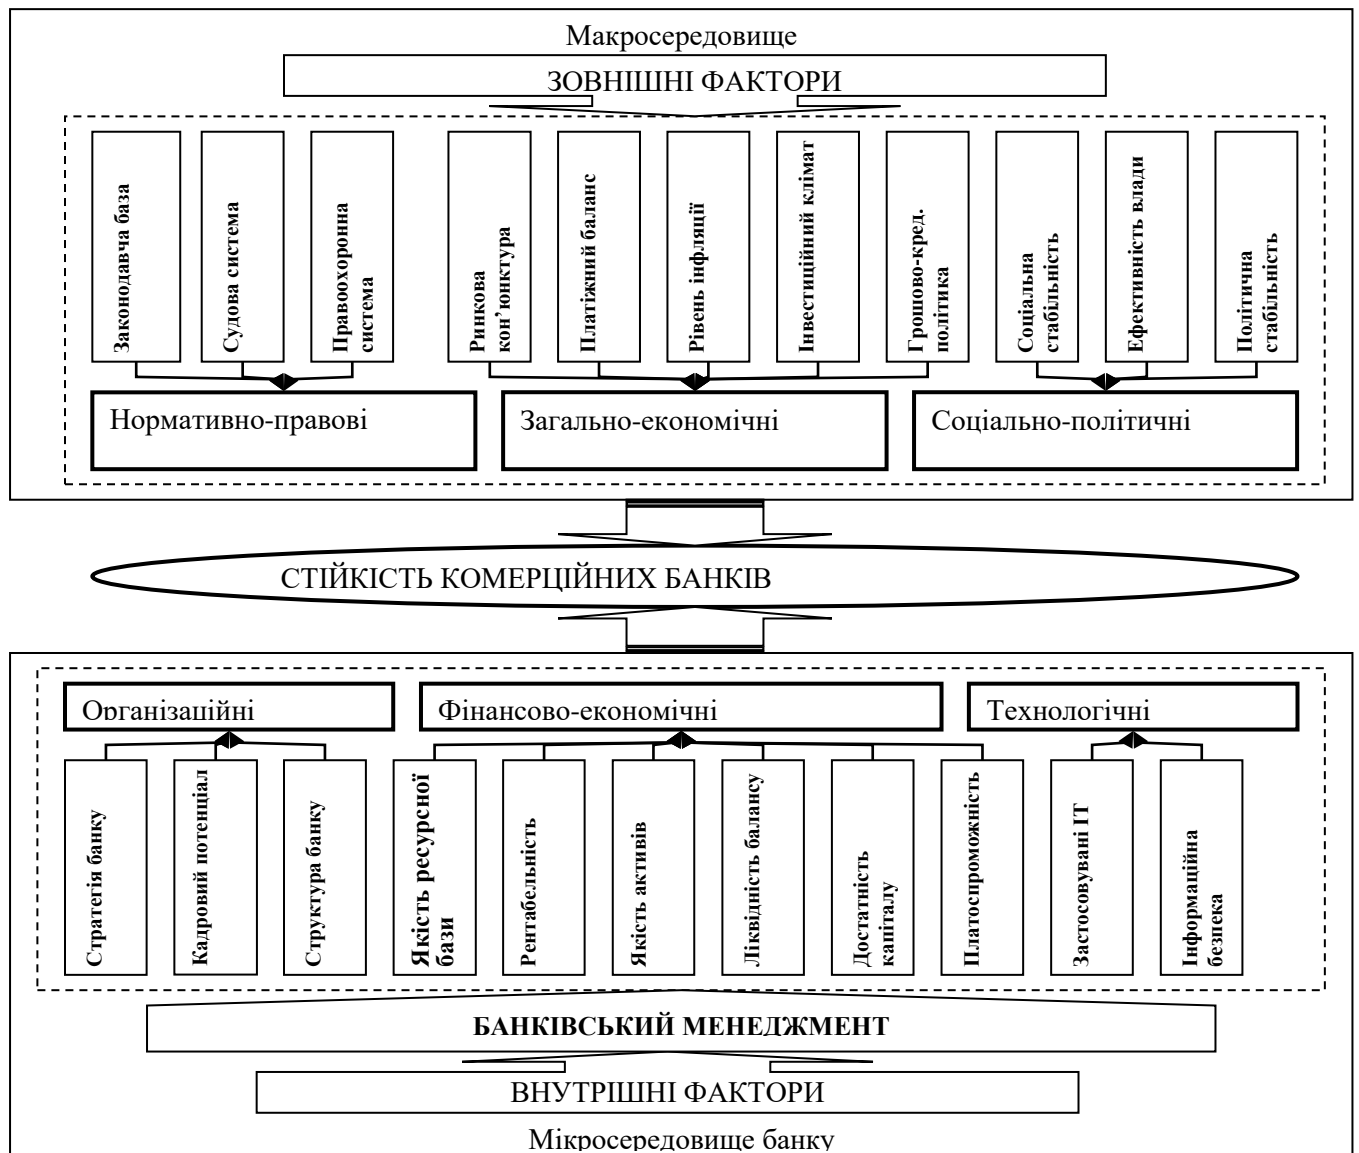 Макросередовище
ЗОВНІШНІ ФАКТОРИ
Законодавча база
Судова система
Правоохоронна
система
Ринкова
кон’юнктура
Платіжний баланс
Рівень інфляції
Інвестиційний клімат
Грошово-кред.
політика
Соціальна
стабільність
Ефективність влади
Політична
стабільність
Нормативно-правові
Загально-економічні
Соціально-політичні
СТІЙКІСТЬ КОМЕРЦІЙНИХ БАНКІВ
Організаційні
Фінансово-економічні
Технологічні
Стратегія банку
Кадровий потенціал
Структура банку
Якість ресурсної
бази
Рентабельність
Якість активів
Ліквідність балансу
Достатність
капіталу
Платоспроможність
Застосовувані ІТ
Інформаційна
безпека
БАНКІВСЬКИЙ МЕНЕДЖМЕНТ
ВНУТРІШНІ ФАКТОРИ
Мікросередовище банку